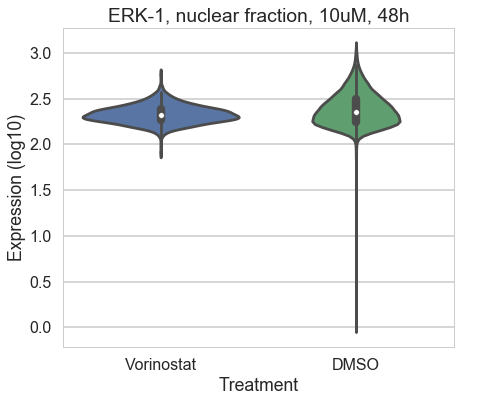 ERK-1, nuclear fraction, 10uM, 48h
Expression (log10)
3.0
2.5
2.0
1.5
1.0
0.5
0.0
Vorinostat DMSO
Treatment